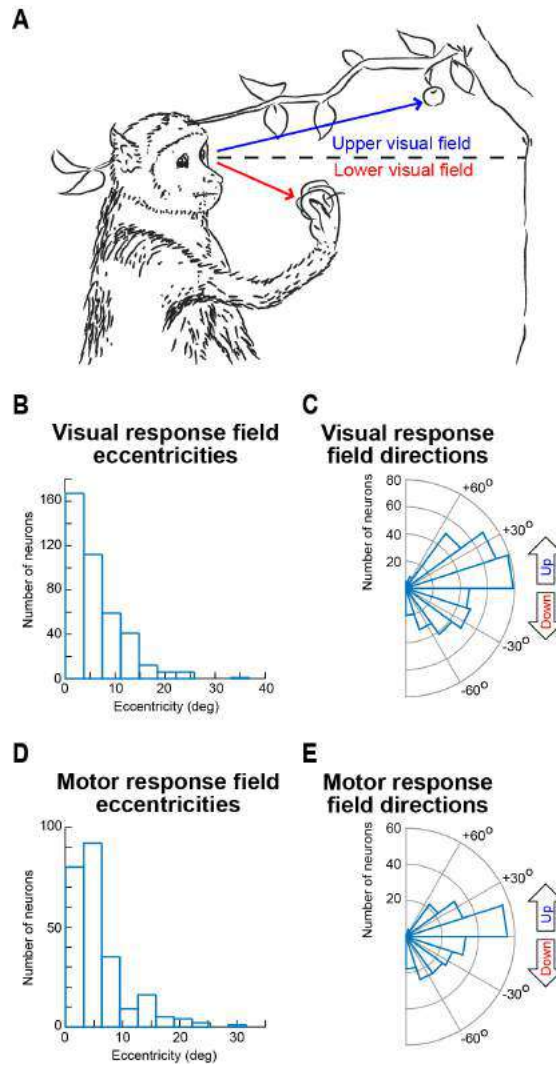 A
Upper visual field
Lower visual field
B
Visual response field
eccentricities
Number of neurons
160
120
80
40
0
0
10
20
30
40
Eccentricity (deg)
C
Visual response
field directions
Number of neurons
80
60
40
20
+60°
+30°
-30°
-60°
Up
Down
D
Motor response field
eccentricities
Number of neurons
100
50
0
0
10
20
30
Eccentricity (deg)
E
Motor response
field directions
Number of neurons
60
40
20
+60°
+30°
-30°
-60°
Up
Down